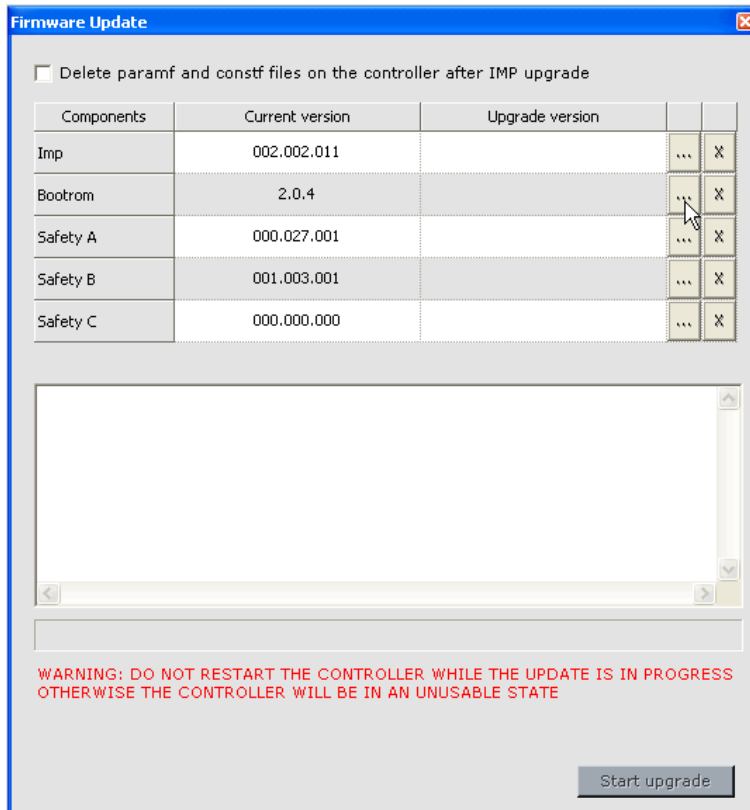 Firmware Update
Delete paramf and constf files on the controller after IMP upgrade
Components Current version Upgrade version
Imp 002.002.011 ... X
Bootrom 2.0.4 ... X
Safety A 000.027.001 ... X
Safety B 001.003.001 ... X
Safety C 000.000.000 ... X
WARNING: DO NOT RESTART THE CONTROLLER WHILE THE UPDATE IS IN PROGRESS
OTHERWISE THE CONTROLLER WILL BE IN AN UNUSABLE STATE
Start upgrade